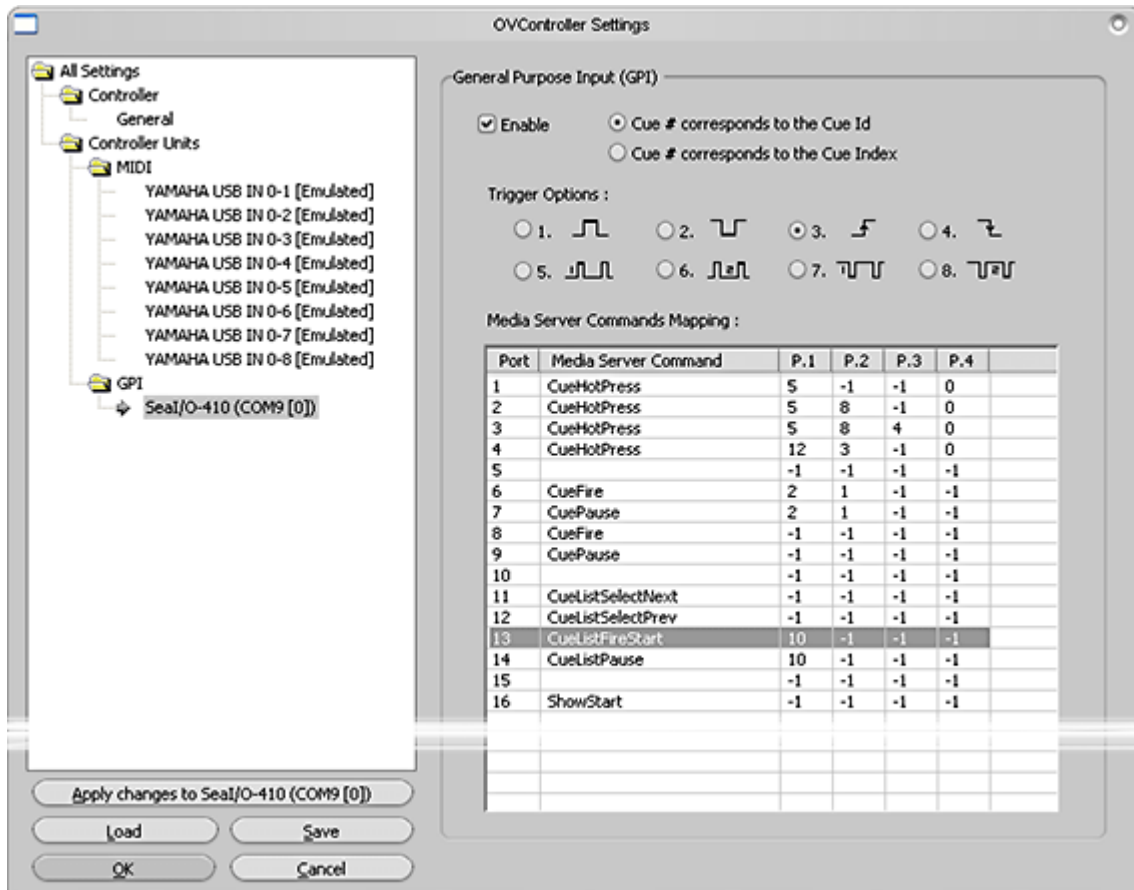 OVController Settings
All Settings
Controller
General
Controller Units
MIDI
YAMAHA USB IN 0-1 [Emulated]
YAMAHA USB IN 0-2 [Emulated]
YAMAHA USB IN 0-3 [Emulated]
YAMAHA USB IN 0-4 [Emulated]
YAMAHA USB IN 0-5 [Emulated]
YAMAHA USB IN 0-6 [Emulated]
YAMAHA USB IN 0-7 [Emulated]
YAMAHA USB IN 0-8 [Emulated]
GPI
SeaI/O-410 (COM9 [0])
Apply changes to SeaI/O-410 (COM9 [0])
Load Save
OK Cancel
General Purpose Input (GPI)
Enable Cue # corresponds to the Cue Id
Cue # corresponds to the Cue Index
Trigger Options :
1. 2. 3. 4.
5. 1 6. 2 7. 1 8. 2
Media Server Commands Mapping :
Port Media Server Command P.1 P.2 P.3 P.4
1 CueHotPress 5 -1 -1 0
2 CueHotPress 5 8 -1 0
3 CueHotPress 5 8 4 0
4 CueHotPress 12 3 -1 0
5 -1 -1 -1 -1
6 CueFire 2 1 -1 -1
7 CuePause 2 1 -1 -1
8 CueFire -1 -1 -1 -1
9 CuePause -1 -1 -1 -1
10 -1 -1 -1 -1
11 CueListSelectNext -1 -1 -1 -1
12 CueListSelectPrev -1 -1 -1 -1
13 CueListFireStart 10 -1 -1 -1
14 CueListPause 10 -1 -1 -1
15 -1 -1 -1 -1
16 ShowStart -1 -1 -1 -1